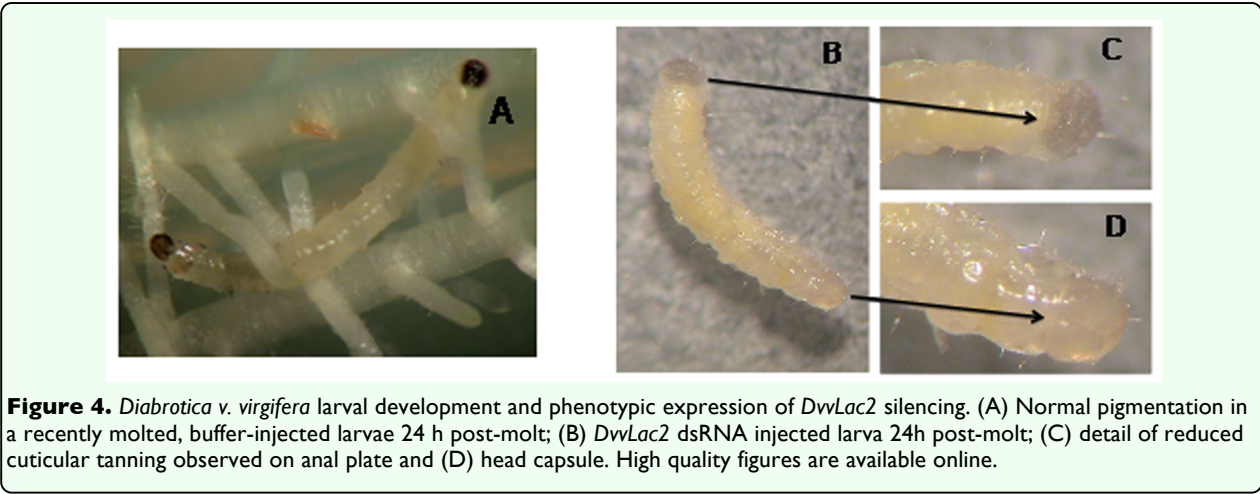 A
B
C
D
Figure 4. Diabrotica v. virgifera larval development and phenotypic expression of DvvLac2 silencing. (A) Normal pigmentation in
a recently molted, buffer-injected larvae 24 h post-molt; (B) DvvLac2 dsRNA injected larva 24h post-molt; (C) detail of reduced
cuticular tanning observed on anal plate and (D) head capsule. High quality figures are available online.